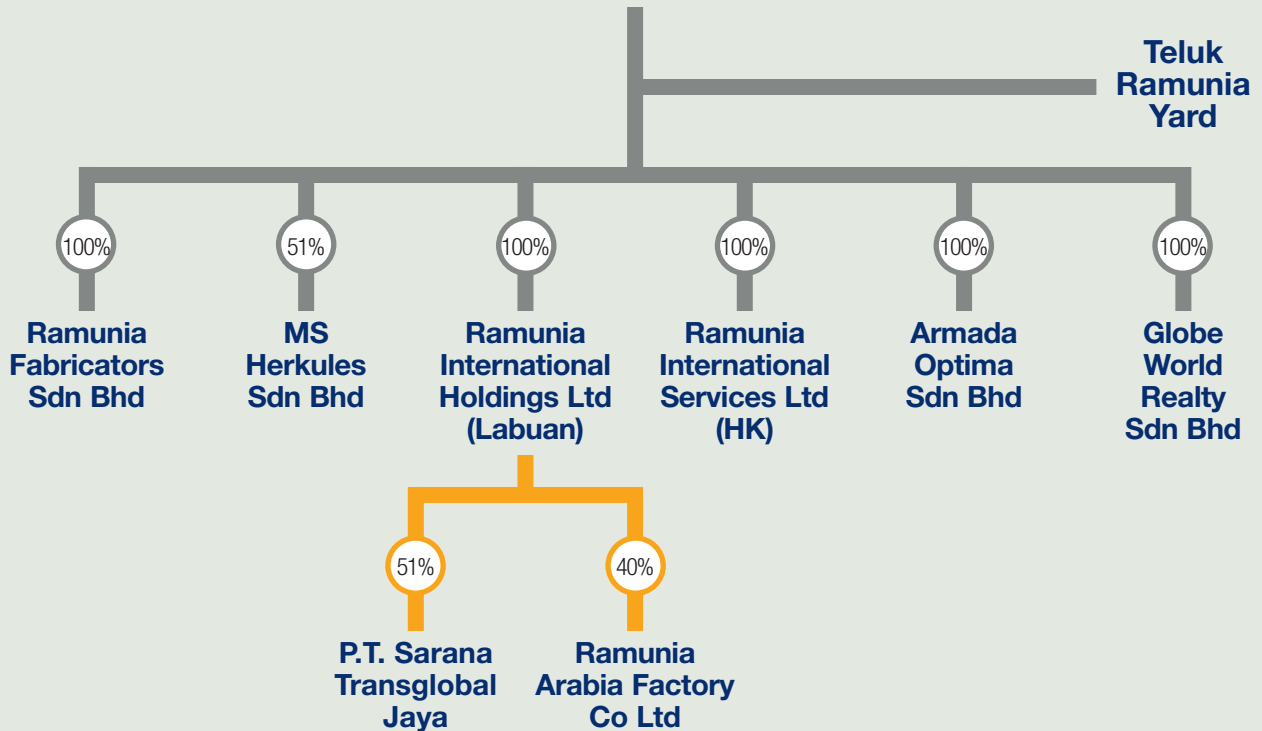 Teluk
Ramunia
Yard
100%
51%
100%
100%
100%
100%
Ramunia
Fabricators
Sdn Bhd
MS
Herkules
Sdn Bhd
Ramunia
International
Holdings Ltd
(Labuan)
Ramunia
International
Services Ltd
(HK)
Armada
Optima
Sdn Bhd
Globe
World
Realty
Sdn Bhd
51%
40%
P.T. Sarana
Transglobal
Jaya
Ramunia
Arabia Factory
Co Ltd